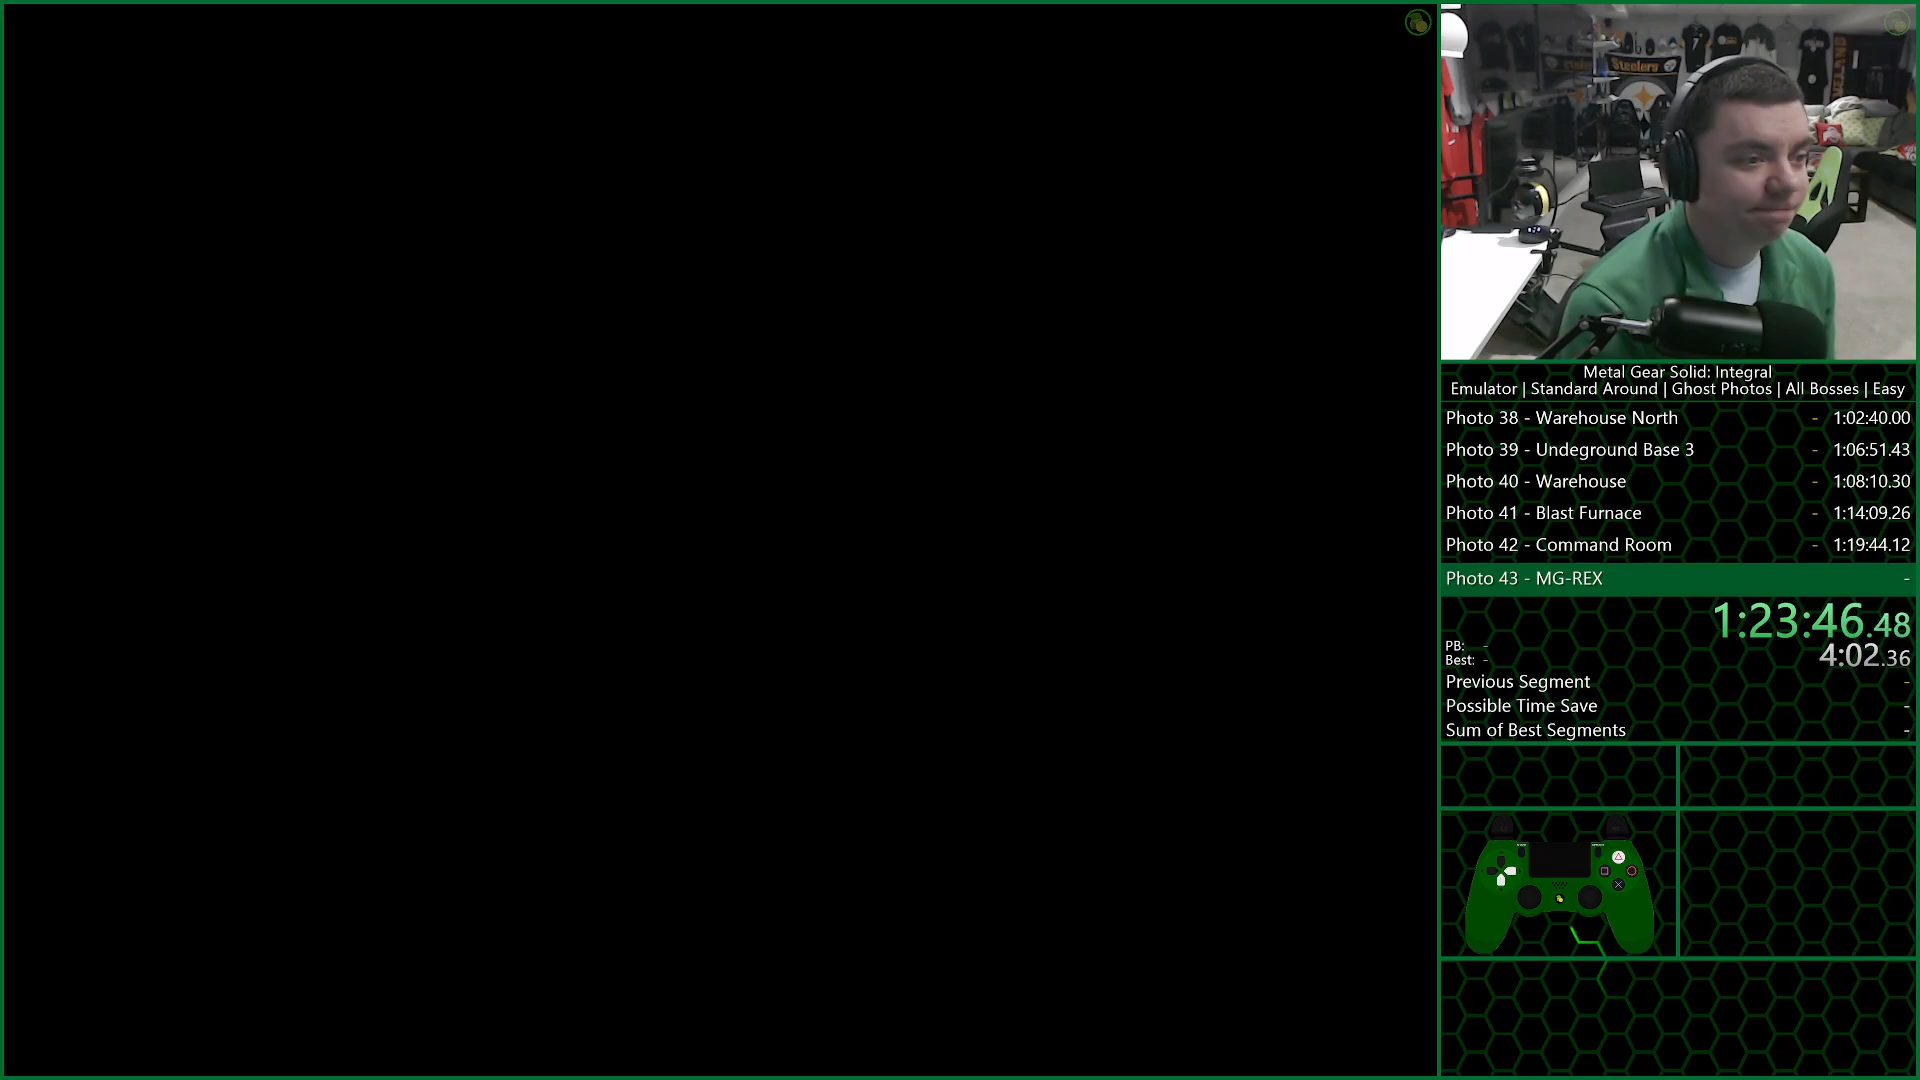 Steelers
Metal Gear Solid: Integral
Emulator | Standard Around | Ghost Photos | All Bosses | Easy
Photo 38 - Warehouse North - 1:02:40.00
Photo 39 - Undeground Base 3 - 1:06:51.43
Photo 40 - Warehouse - 1:08:10.30
Photo 41 - Blast Furnace - 1:14:09.26
Photo 42 - Command Room - 1:19:44.12
Photo 43 - MG-REX -
1:23:46.48
PB: -
4:02.36
Best: -
Previous Segment -
Possible Time Save -
Sum of Best Segments -